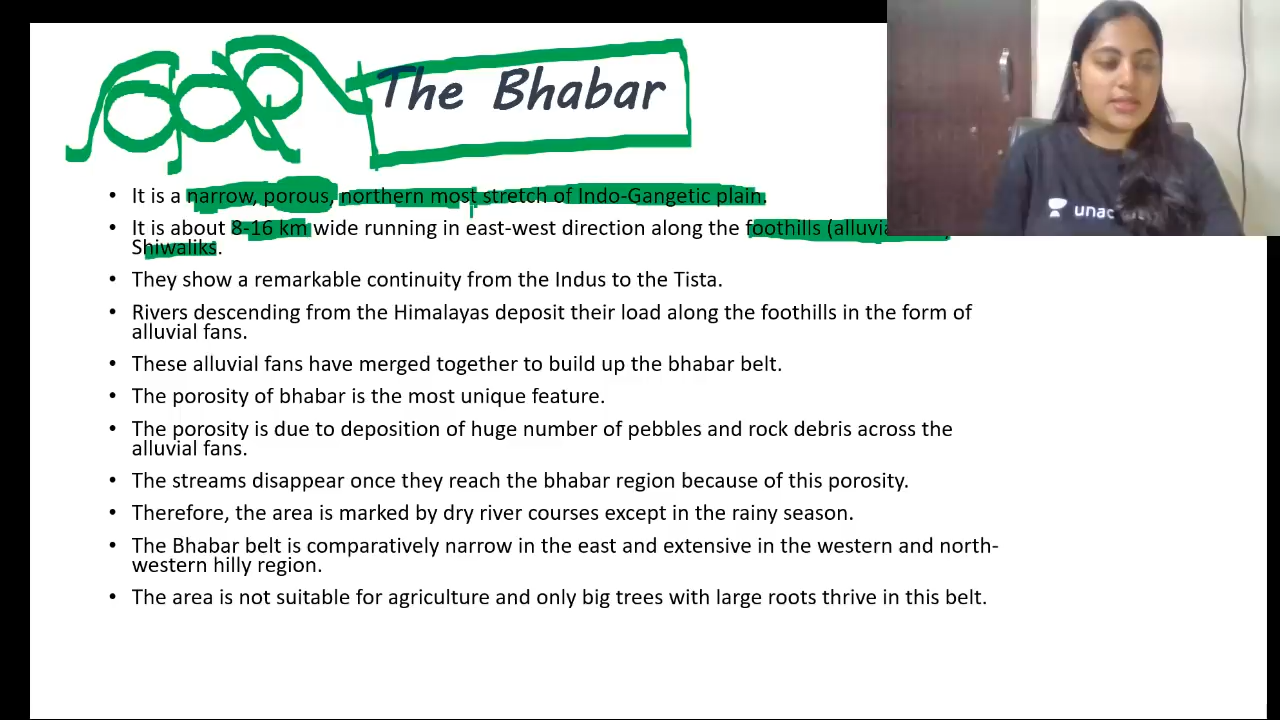 The Bhabar
• It is a narrow, porous, northern most stretch of Indo-Gangetic plain.
• It is about 8-16 km wide running in east-west direction along the foothills (alluvia
Shiwaliks.
• They show a remarkable continuity from the Indus to the Tista.
• Rivers descending from the Himalayas deposit their load along the foothills in the form of
alluvial fans.
• These alluvial fans have merged together to build up the bhabar belt.
• The porosity of bhabar is the most unique feature.
• The porosity is due to deposition of huge number of pebbles and rock debris across the
alluvial fans.
• The streams disappear once they reach the bhabar region because of this porosity.
• Therefore, the area is marked by dry river courses except in the rainy season.
• The Bhabar belt is comparatively narrow in the east and extensive in the western and north-
western hilly region.
• The area is not suitable for agriculture and only big trees with large roots thrive in this belt.